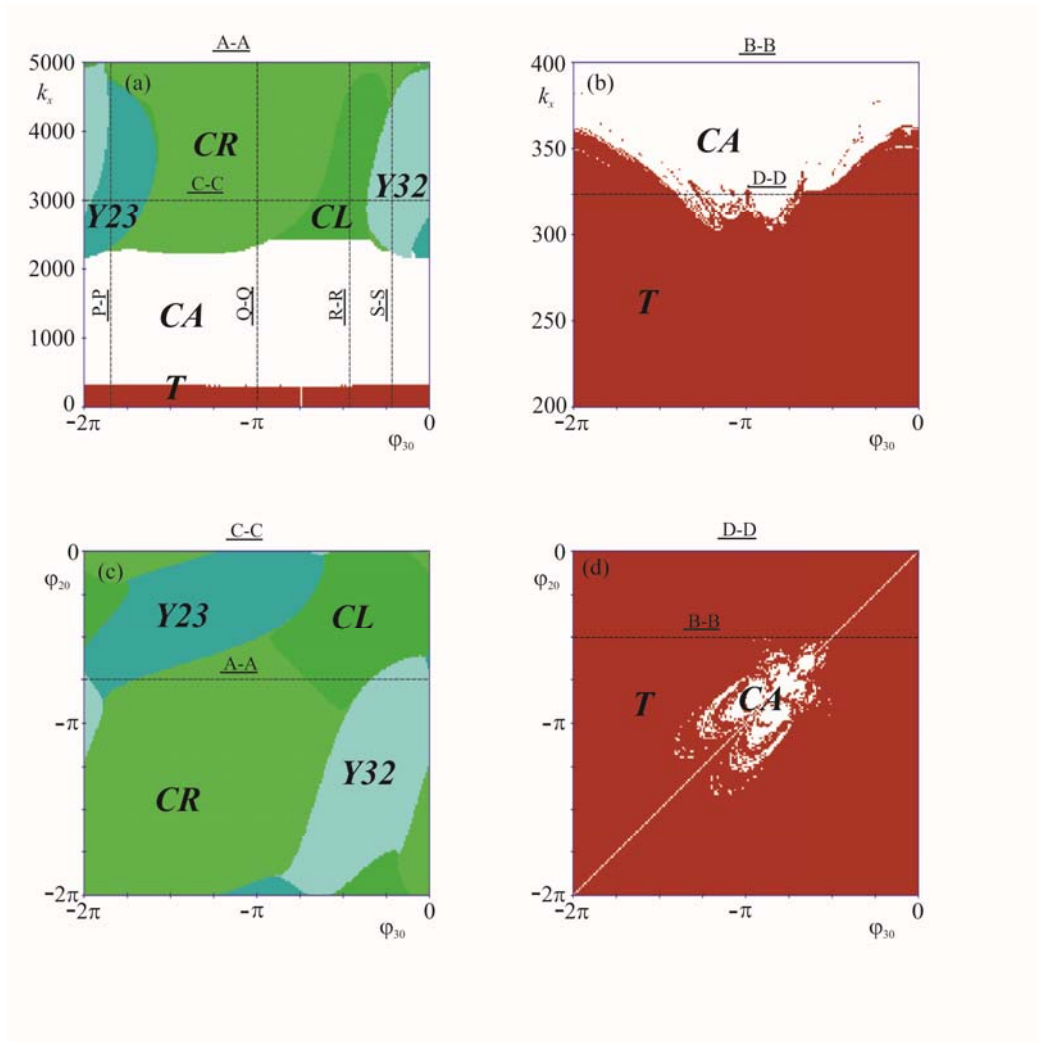 A-A
B-B
5000
(a)
kₓ
4000
CR
C-C
3000
Y23
CL
Y32
2000
P-P
Q-Q
R-R
S-S
CA
1000
T
0
-2π
-π
0
φ₃₀
400
(b)
kₓ
CA
350
D-D
300
T
250
200
-2π
-π
0
φ₃₀
C-C
D-D
0
(c)
φ₂₀
Y23
CL
A-A
-π
Y32
CR
-2π
-2π
-π
0
φ₃₀
0
(d)
φ₂₀
B-B
T
CA
-π
-2π
-2π
-π
0
φ₃₀